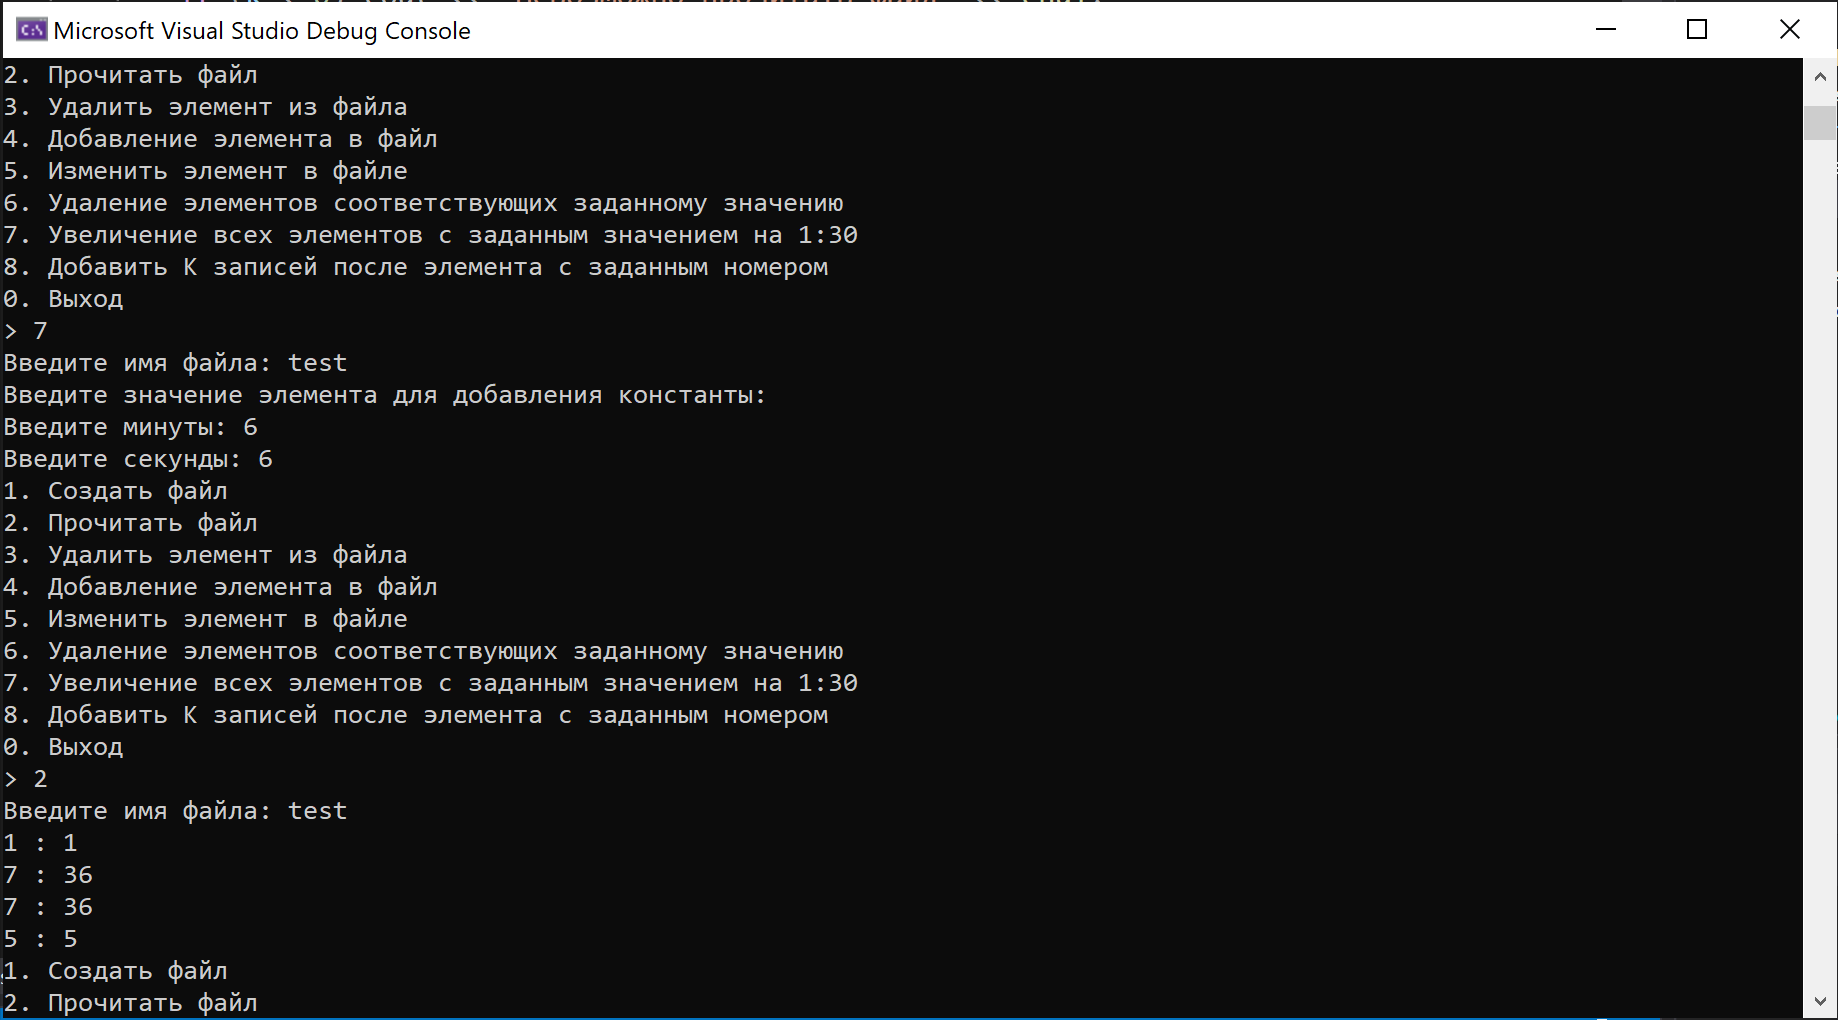 Microsoft Visual Studio Debug Console
2. Прочитать файл
3. Удалить элемент из файла
4. Добавление элемента в файл
5. Изменить элемент в файле
6. Удаление элементов соответствующих заданному значению
7. Увеличение всех элементов с заданным значением на 1:30
8. Добавить К записей после элемента с заданным номером
0. Выход
> 7
Введите имя файла: test
Введите значение элемента для добавления константы:
Введите минуты: 6
Введите секунды: 6
1. Создать файл
2. Прочитать файл
3. Удалить элемент из файла
4. Добавление элемента в файл
5. Изменить элемент в файле
6. Удаление элементов соответствующих заданному значению
7. Увеличение всех элементов с заданным значением на 1:30
8. Добавить К записей после элемента с заданным номером
0. Выход
> 2
Введите имя файла: test
1 : 1
7 : 36
7 : 36
5 : 5
1. Создать файл
2. Прочитать файл